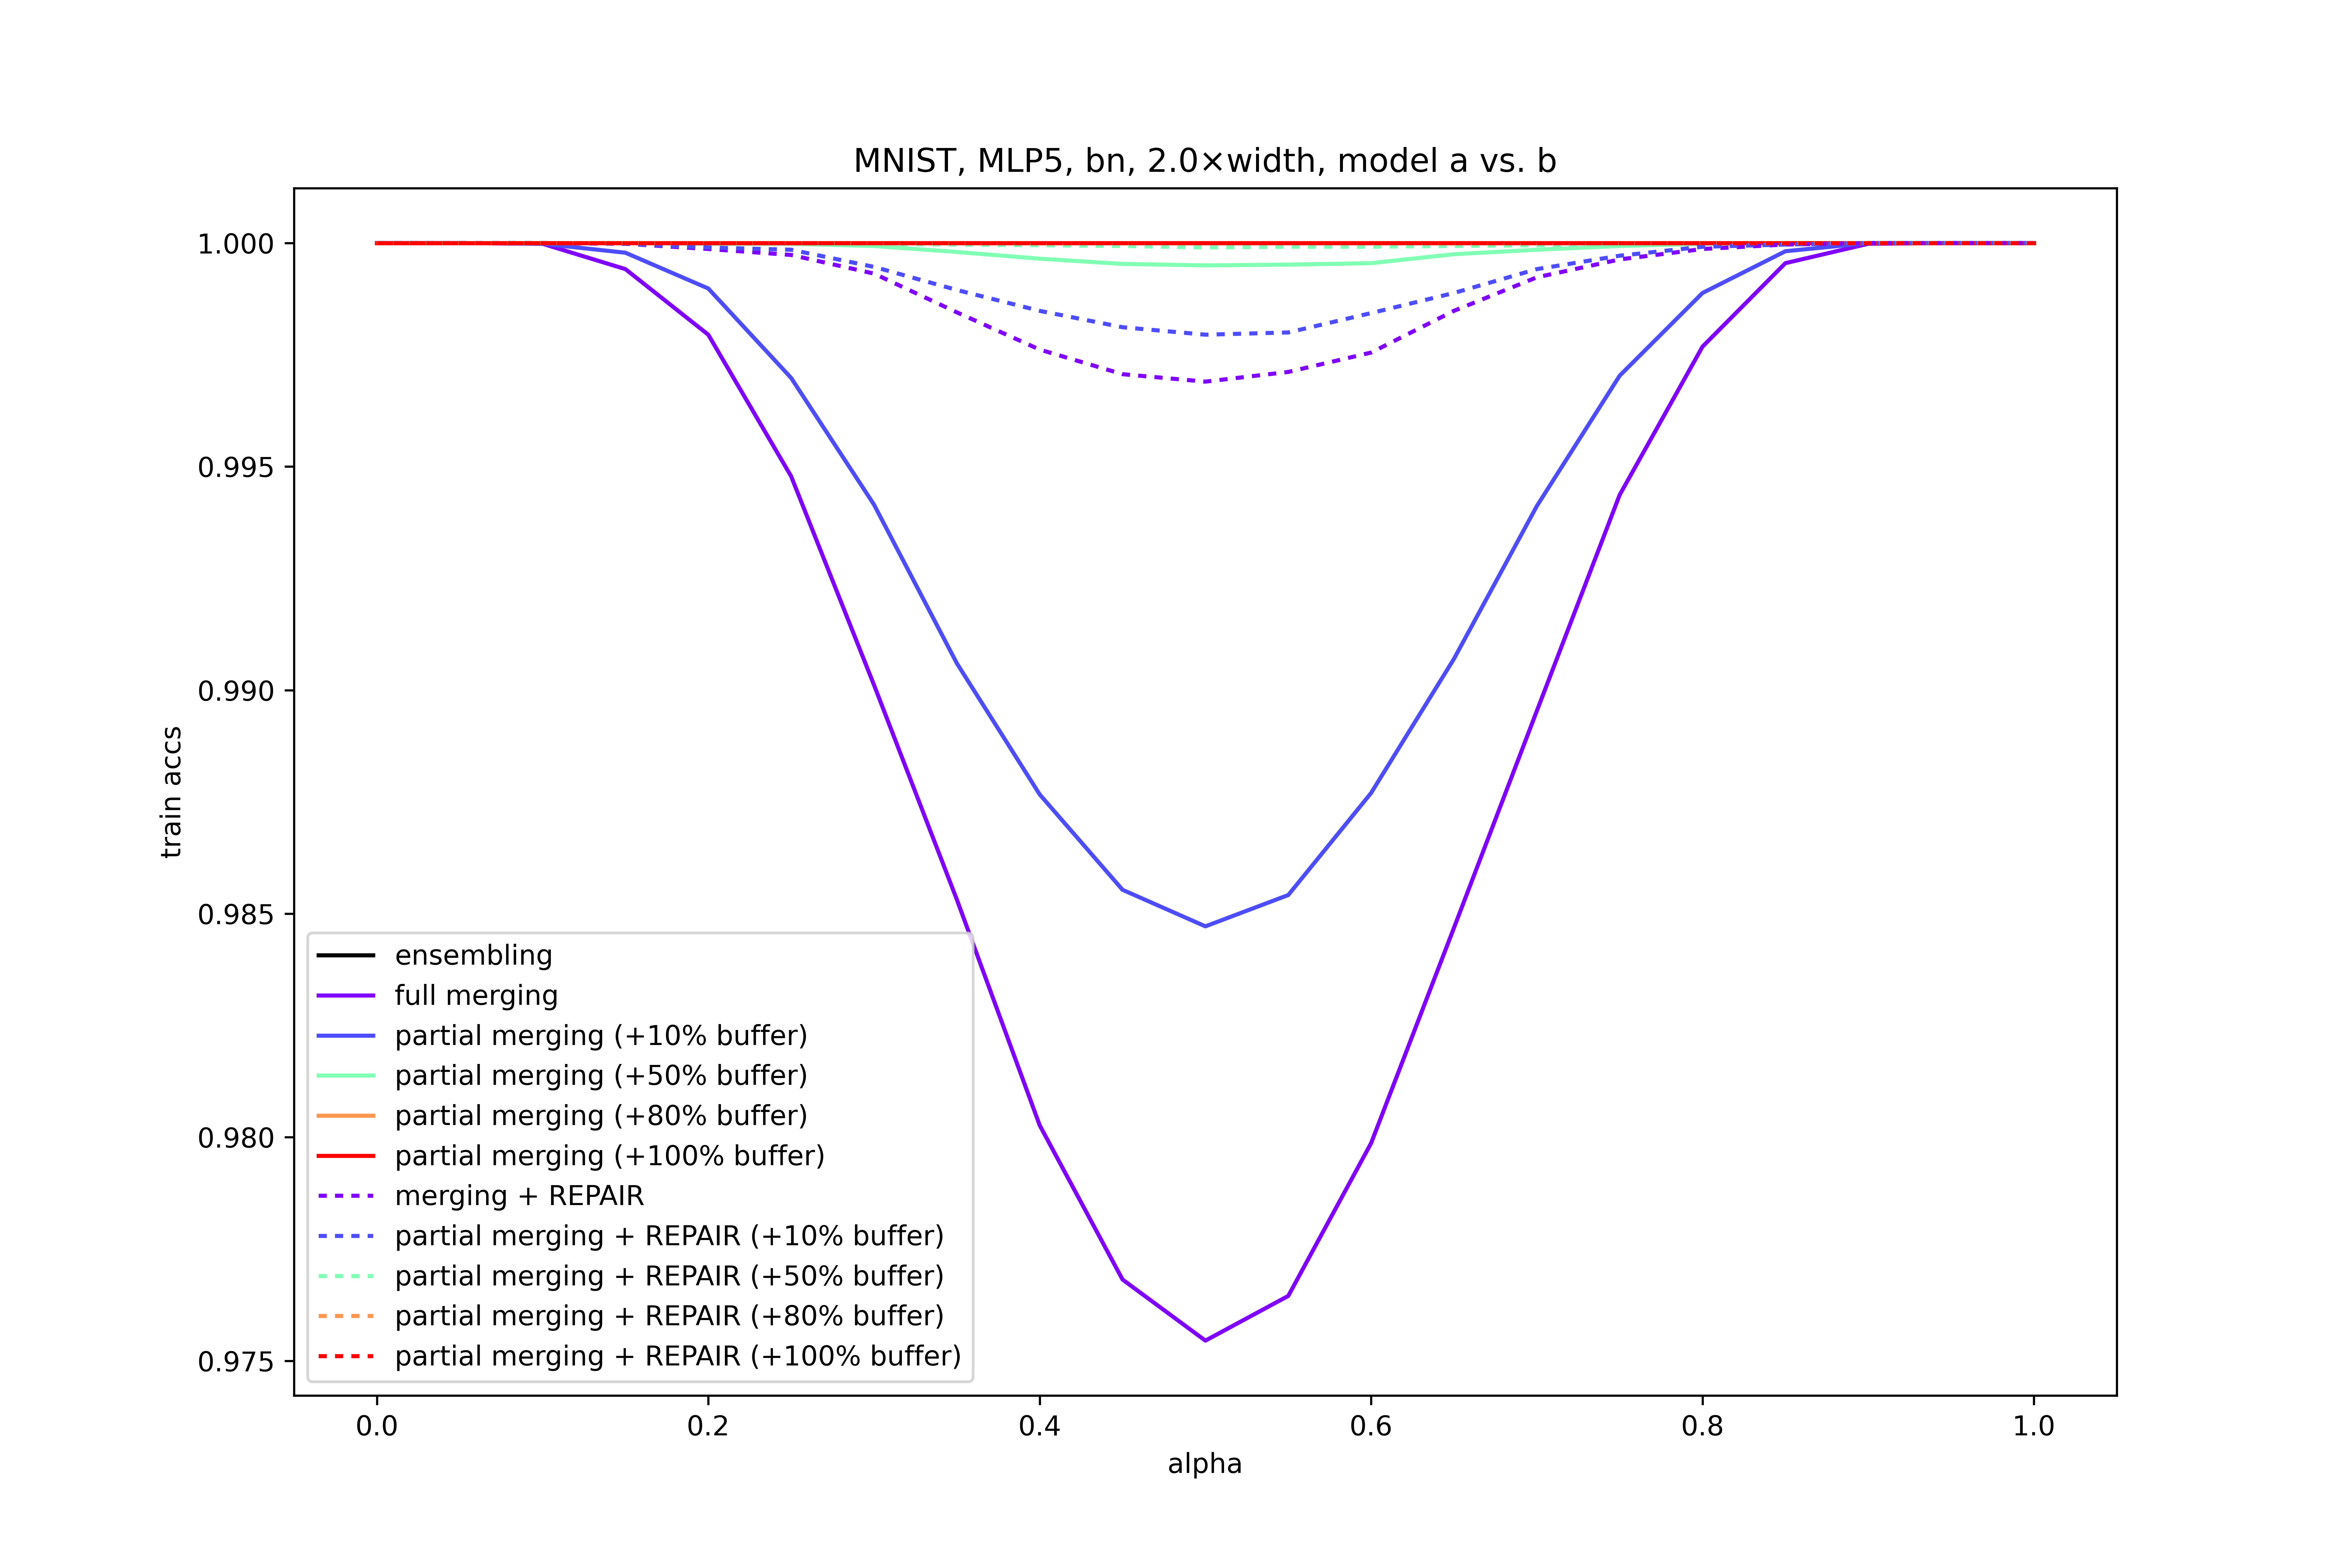 MNIST, MLP5, bn, 2.0×width, model a vs. b
1.000
0.995
0.990
0.985
0.980
0.975
train accs
ensembling
full merging
partial merging (+10% buffer)
partial merging (+50% buffer)
partial merging (+80% buffer)
partial merging (+100% buffer)
merging + REPAIR
partial merging + REPAIR (+10% buffer)
partial merging + REPAIR (+50% buffer)
partial merging + REPAIR (+80% buffer)
partial merging + REPAIR (+100% buffer)
0.0 0.2 0.4 0.6 0.8 1.0
alpha